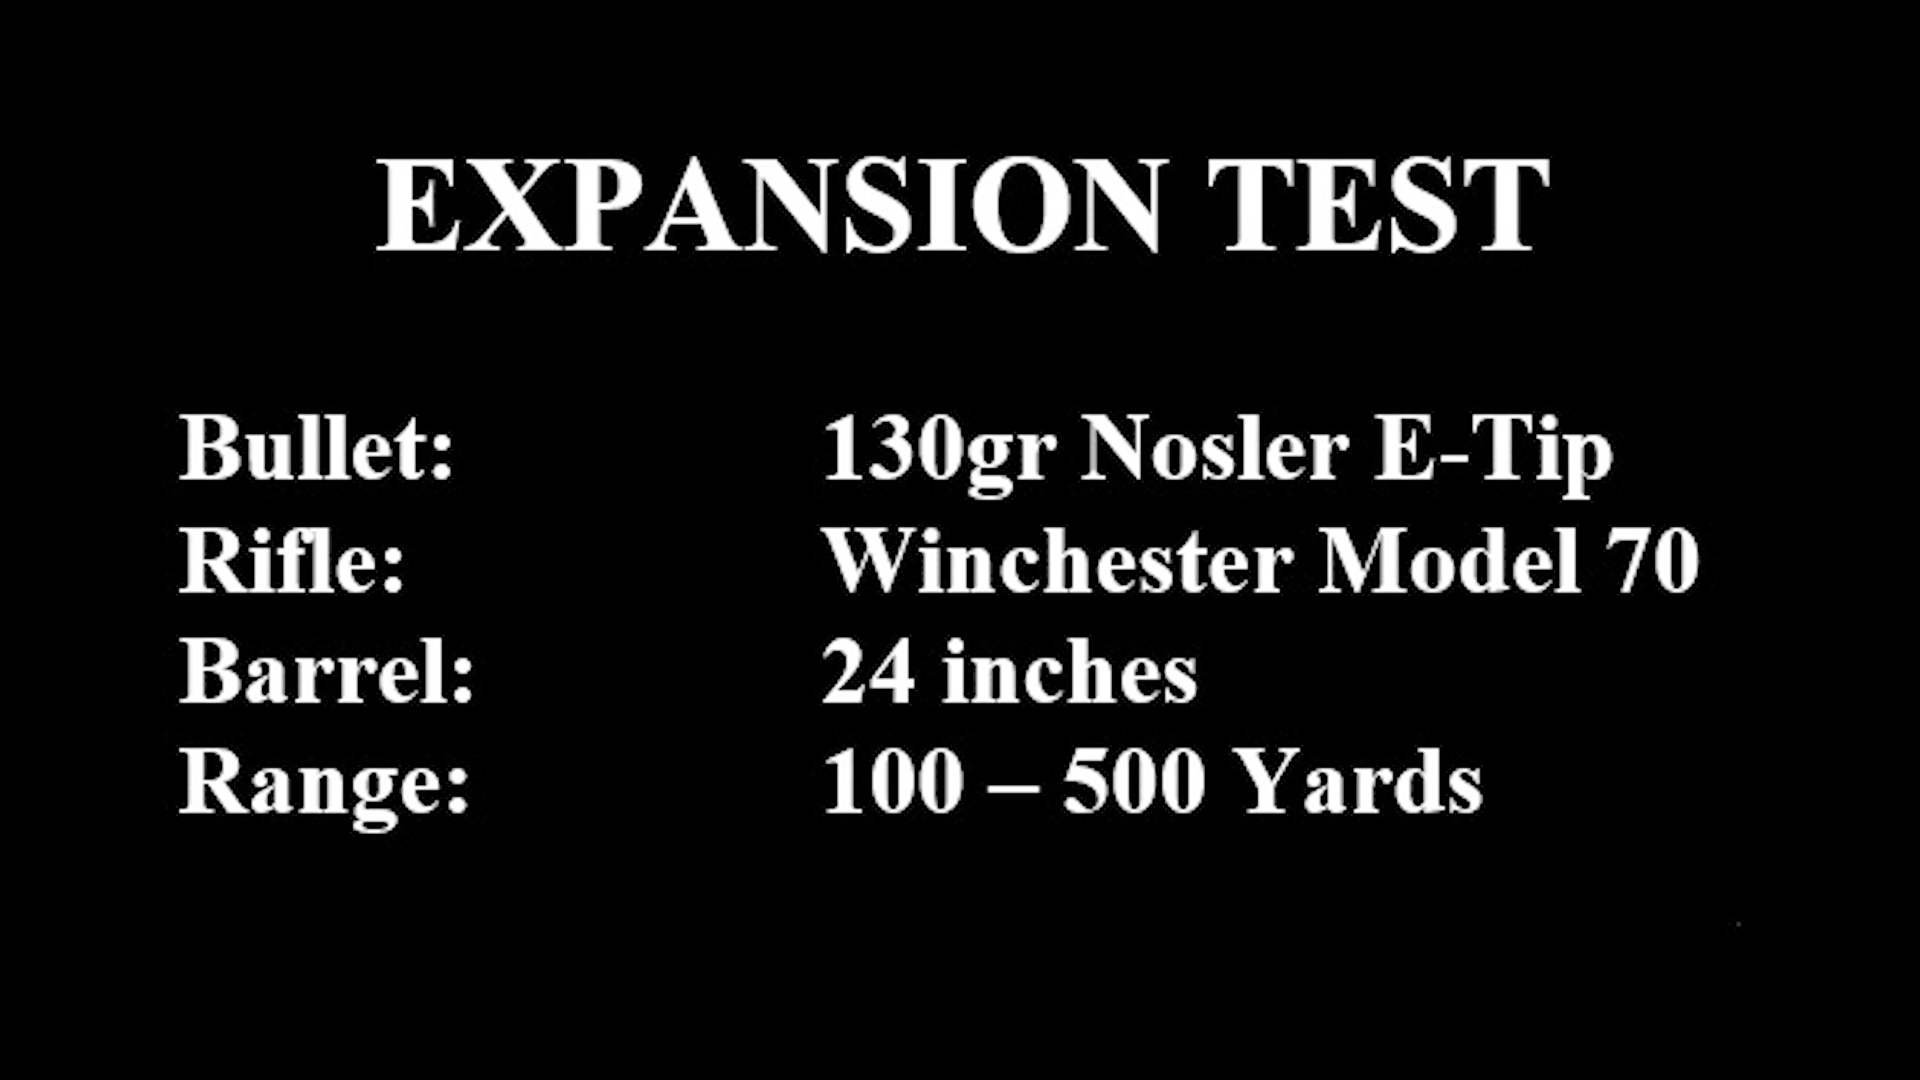 EXPANSION TEST
Bullet: 130gr Nosler E-Tip
Rifle: Winchester Model 70
Barrel: 24 inches
Range: 100 – 500 Yards